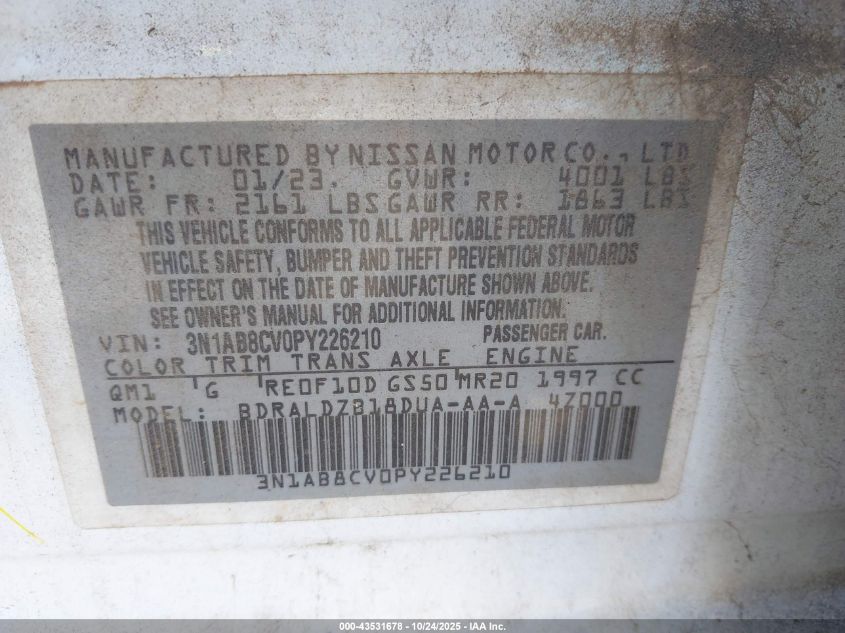 MANUFACTURED BY NISSAN MOTOR CO., LTD
DATE: 01/23. GVWR: 4001 LBS
GAWR FR: 2161 LBS GAWR RR: 1863 LBS
THIS VEHICLE CONFORMS TO ALL APPLICABLE FEDERAL MOTOR
VEHICLE SAFETY, BUMPER AND THEFT PREVENTION STANDARDS
IN EFFECT ON THE DATE OF MANUFACTURE SHOWN ABOVE.
SEE OWNER'S MANUAL FOR ADDITIONAL INFORMATION.
VIN: 3N1AB8CV0PY226210 PASSENGER CAR.
COLOR TRIM TRANS AXLE ENGINE
QM1 G RE0F10D GS50 MR20 1997 CC
MODEL: BDRALDZB18DUA-AA-A 4Z000
3N1AB8CV0PY226210
000-43531678 - 10/24/2025 - IAA Inc.